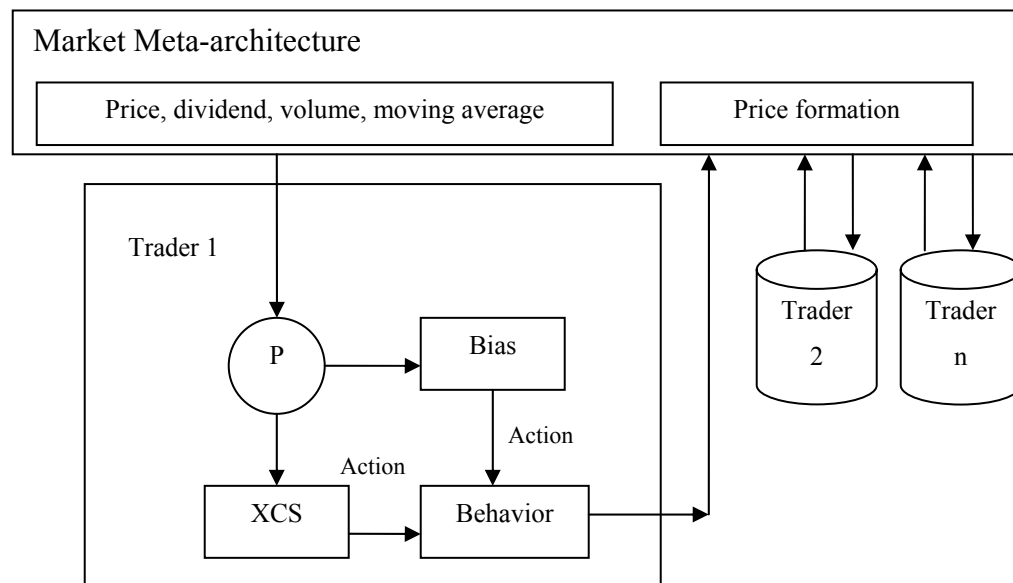 Market Meta-architecture
Price, dividend, volume, moving average
Price formation
Trader 1
P
Bias
Action
Action
XCS
Behavior
Trader
2
Trader
n